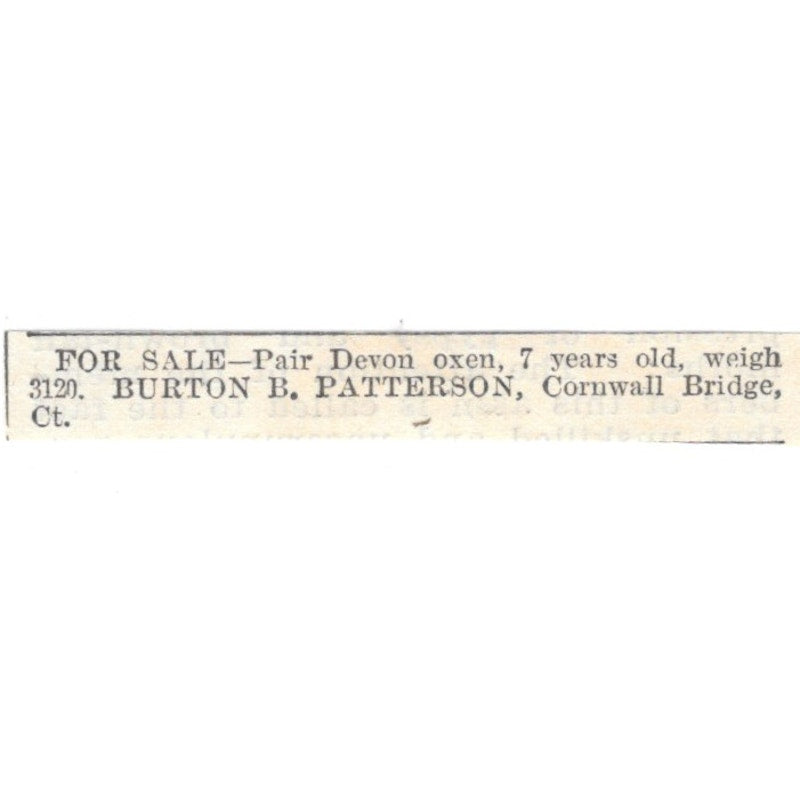 FOR SALE—Pair Devon oxen, 7 years old, weigh
3120. BURTON B. PATTERSON, Cornwall Bridge,
Ct.